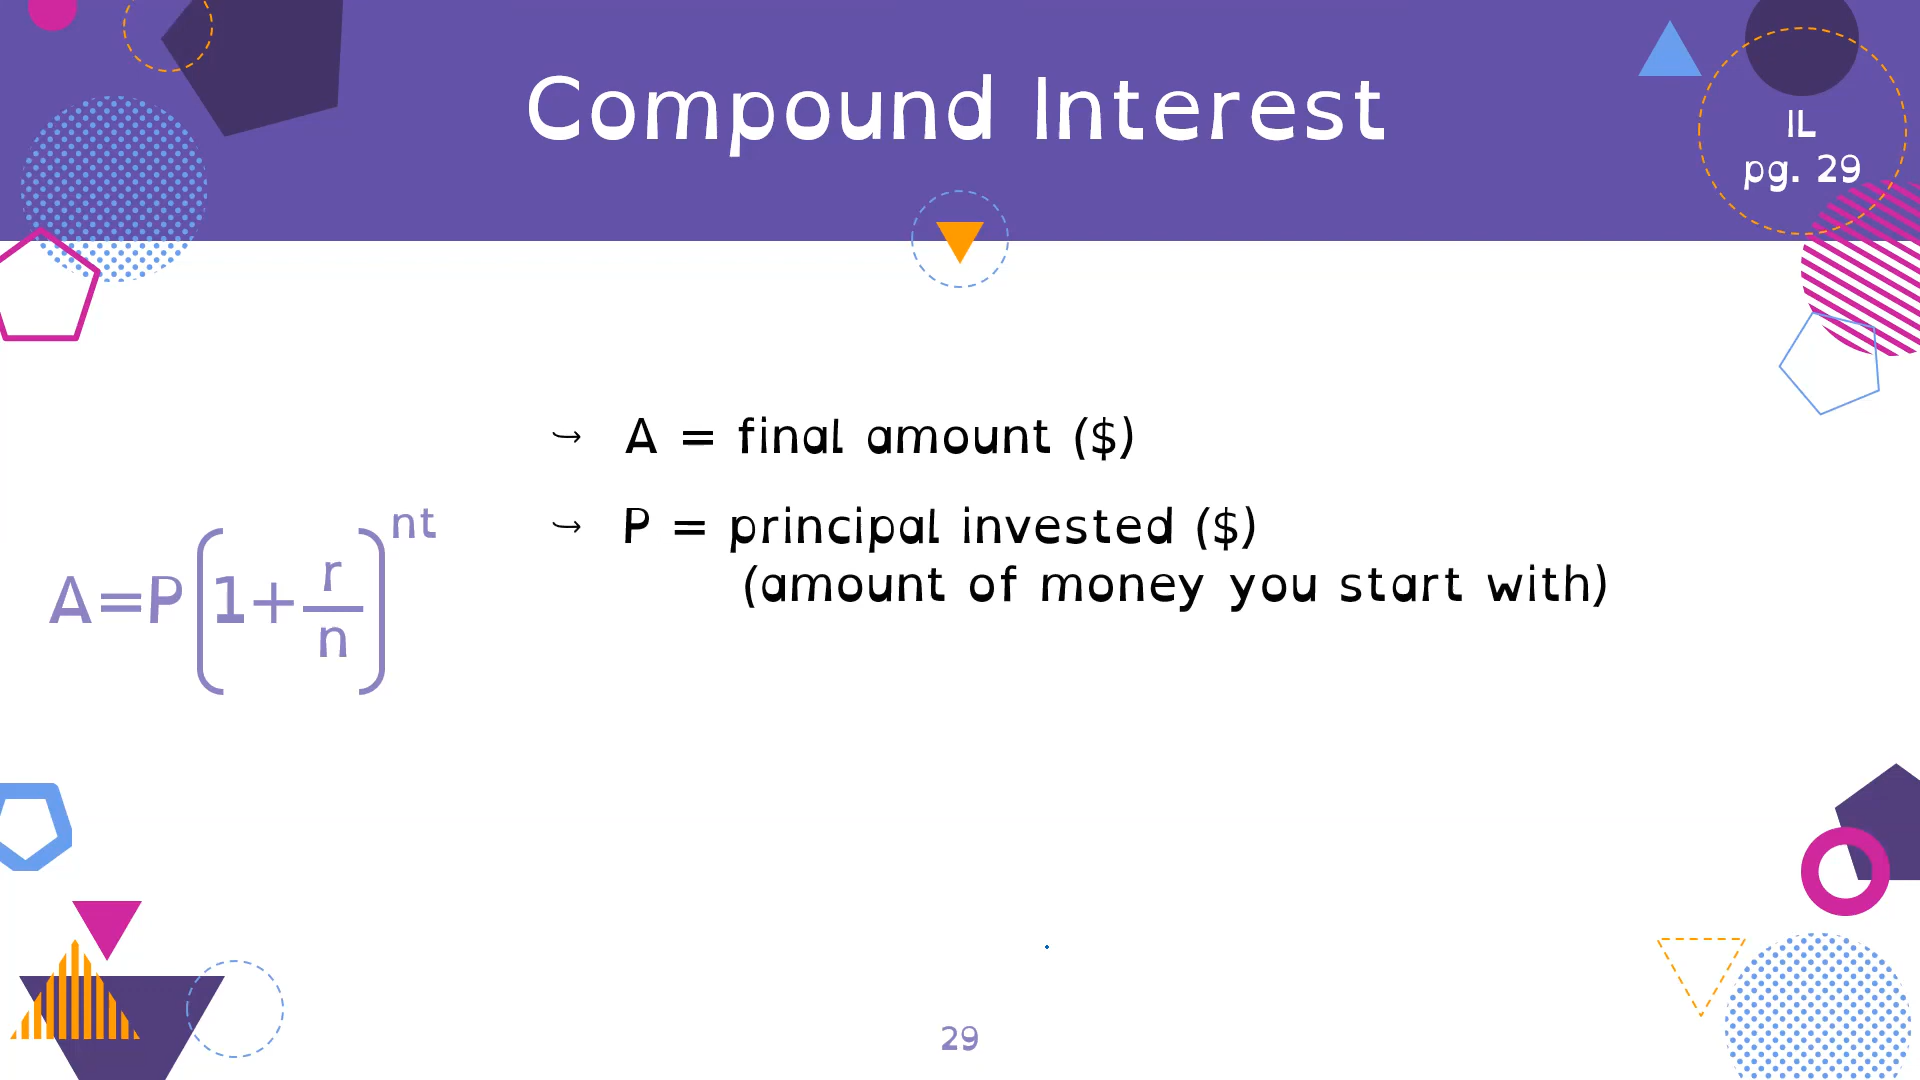 Compound Interest
IL
pg. 29
↪ A = final amount ($)
↪ P = principal invested ($)
(amount of money you start with)
A=P(1+r/n)^nt
29